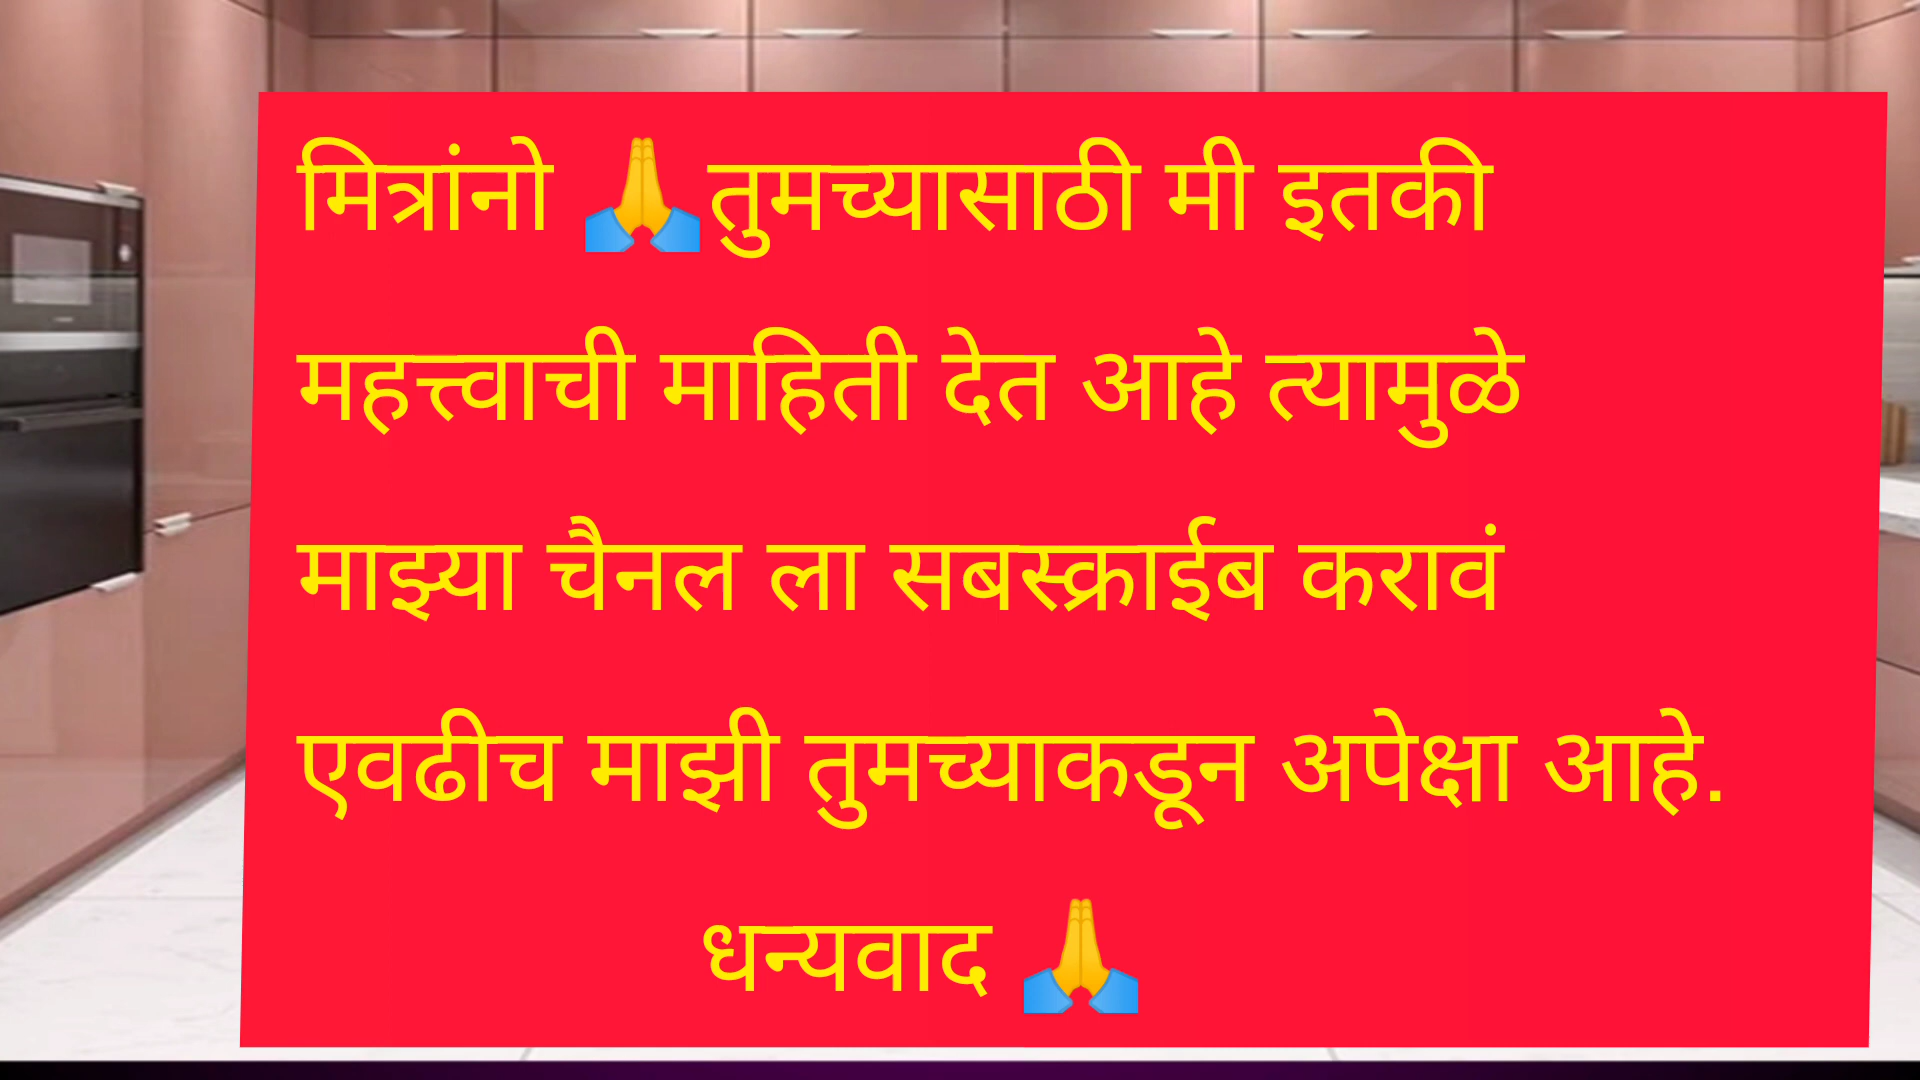 मित्रांनो 🙏तुमच्यासाठी मी इतकी
महत्त्वाची माहिती देत आहे त्यामुळे
माझ्या चैनल ला सबस्क्राईब करावं
एवढीच माझी तुमच्याकडून अपेक्षा आहे.
धन्यवाद 🙏